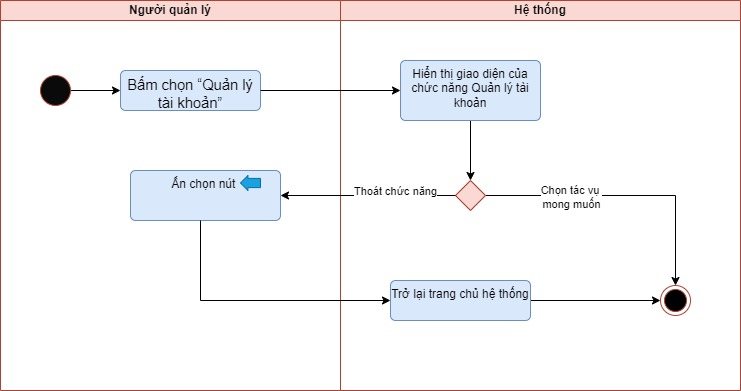 Người quản lý
Hệ thống
Bấm chọn “Quản lý
tài khoản”
Hiển thị giao diện của
chức năng Quản lý tài
khoản
Ấn chọn nút
Thoát chức năng
Chọn tác vụ
mong muốn
Trở lại trang chủ hệ thống